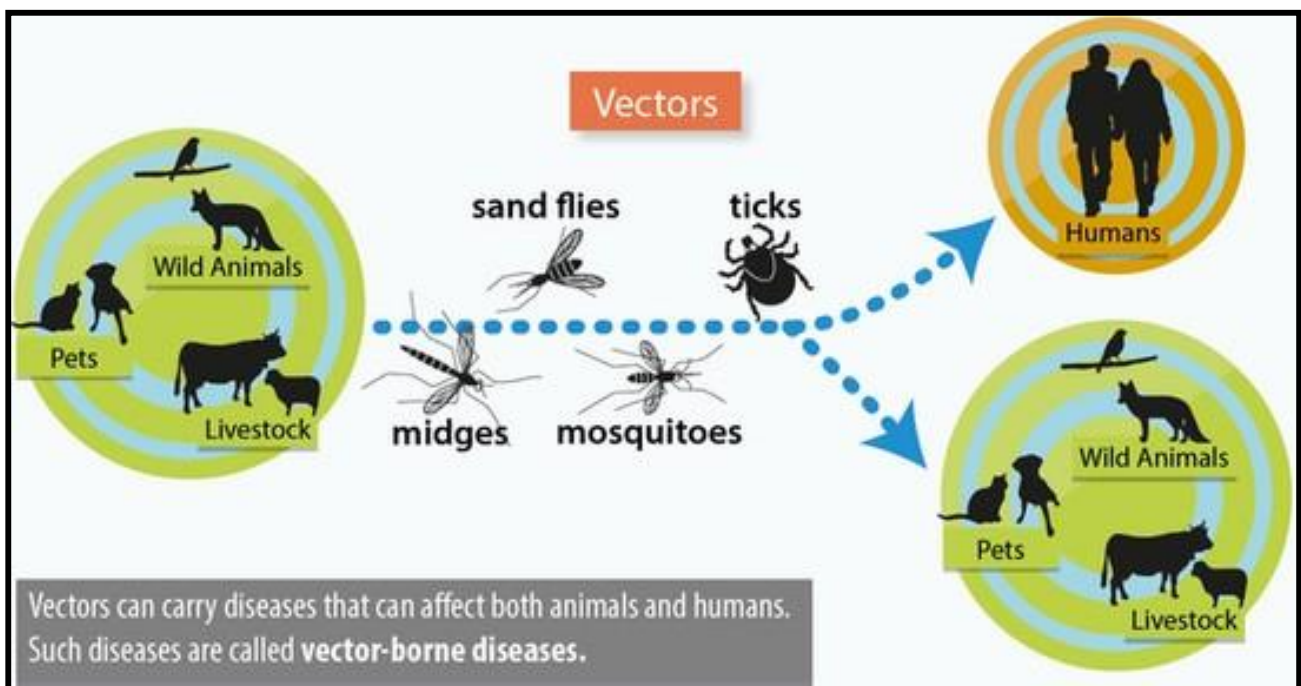 Vectors
sand flies
ticks
Humans
Wild Animals
Pets
Livestock
midges
mosquitoes
Wild Animals
Pets
Livestock
Vectors can carry diseases that can affect both animals and humans.
Such diseases are called vector-borne diseases.